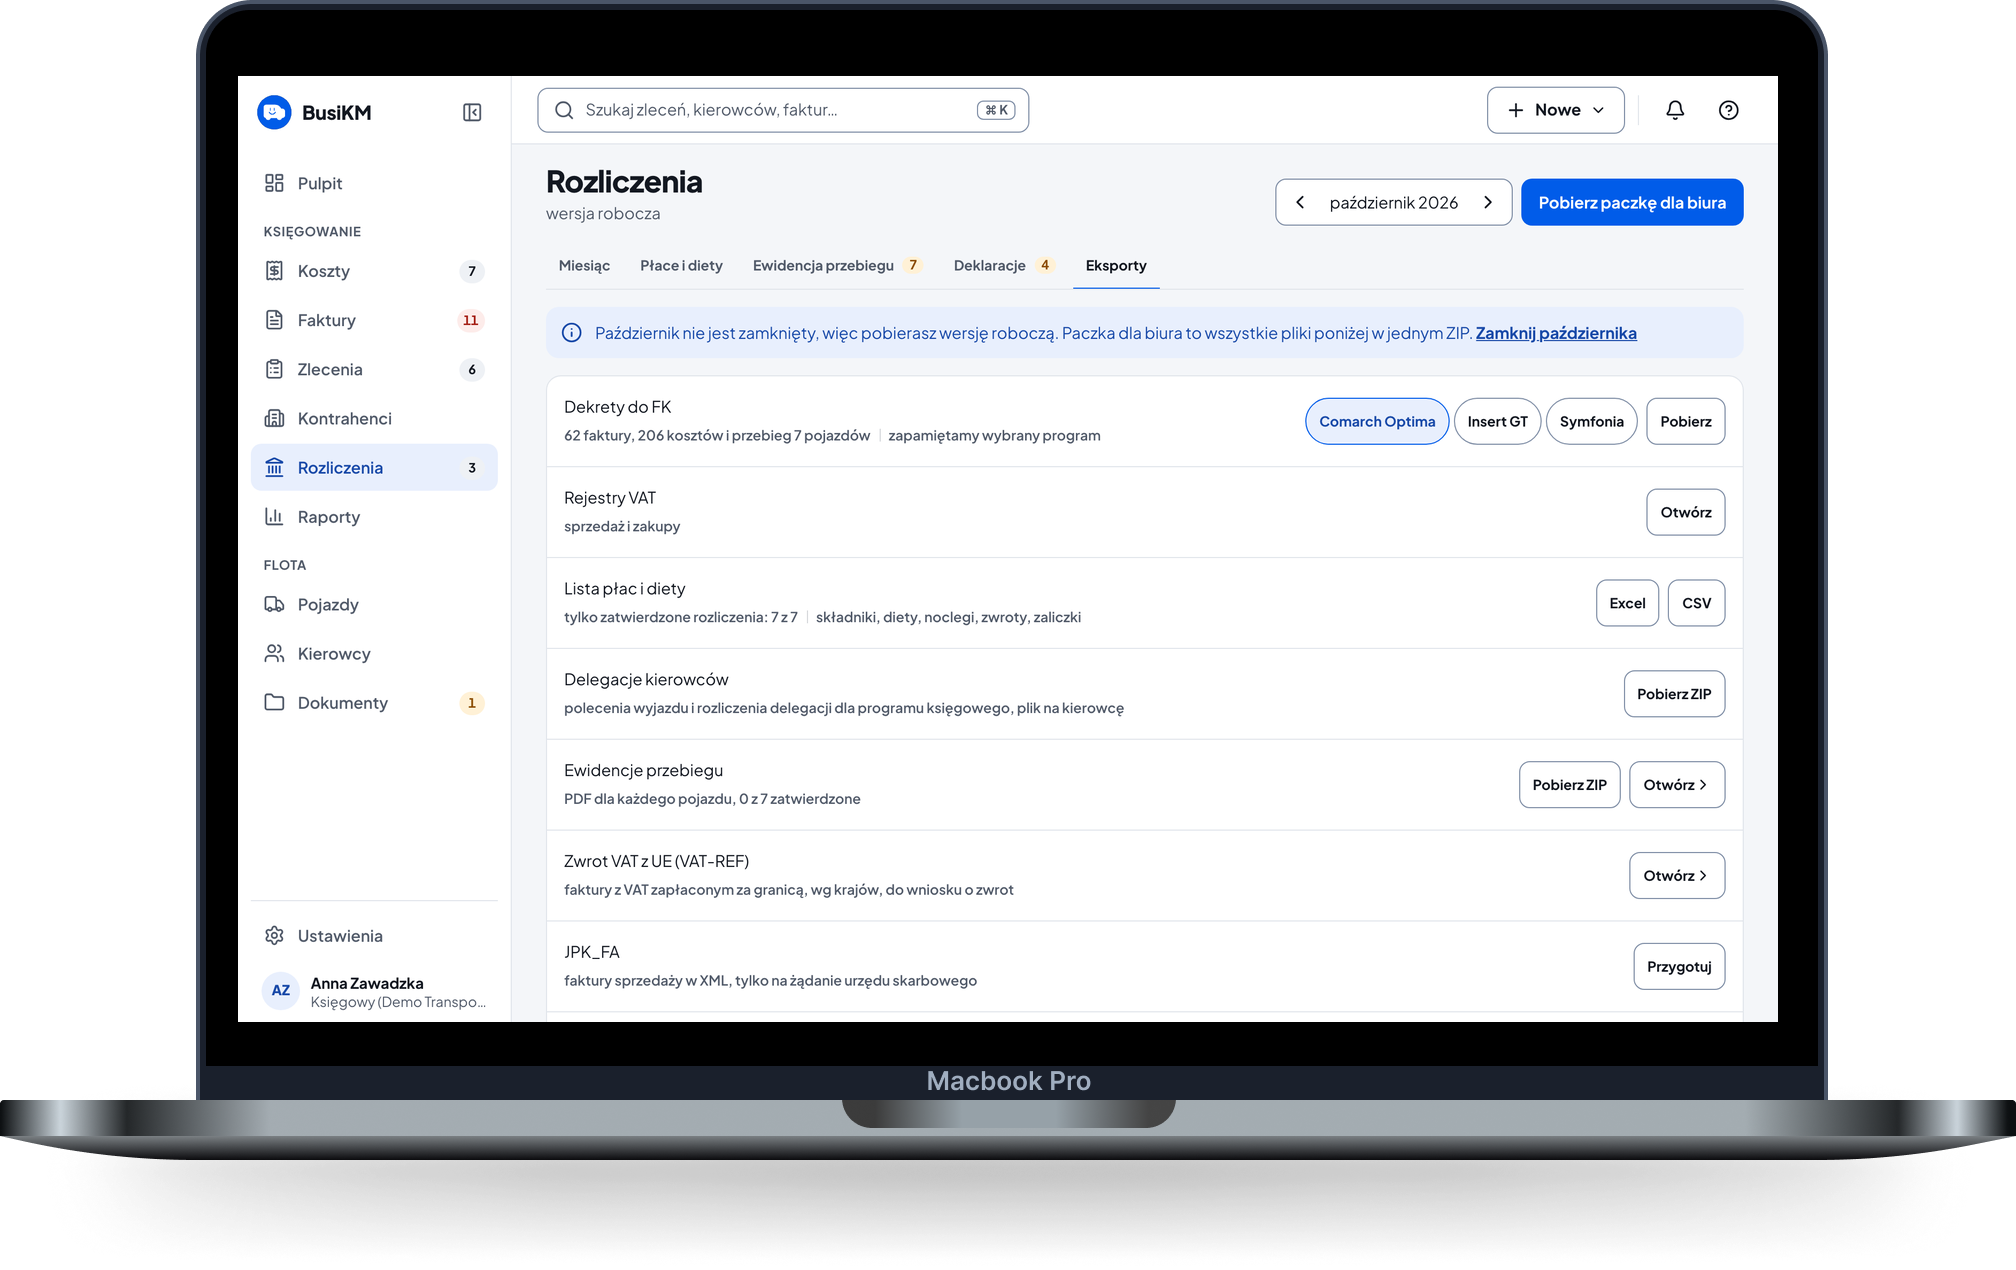 BusiKM
Szukaj zleceń, kierowców, faktur...
⌘ K
Nowe
Pulpit
KSIĘGOWANIE
Koszty 7
Faktury 11
Zlecenia 6
Kontrahenci
Rozliczenia 3
Raporty
FLOTA
Pojazdy
Kierowcy
Dokumenty 1
Ustawienia
AZ
Anna Zawadzka
Księgowy (Demo Transpo...
Rozliczenia
wersja robocza
październik 2026
Pobierz paczkę dla biura
Miesiąc Płace i diety Ewidencja przebiegu 7 Deklaracje 4 Eksporty
Październik nie jest zamknięty, więc pobierasz wersję roboczą. Paczka dla biura to wszystkie pliki poniżej w jednym ZIP. Zamknij października
Dekrety do FK
62 faktury, 206 kosztów i przebieg 7 pojazdów | zapamiętamy wybrany program
Comarch Optima Insert GT Symfonia Pobierz
Rejestry VAT
sprzedaż i zakupy
Otwórz
Lista płac i diety
tylko zatwierdzone rozliczenia: 7 z 7 | składniki, diety, noclegi, zwroty, zaliczki
Excel CSV
Delegacje kierowców
polecenia wyjazdu i rozliczenia delegacji dla programu księgowego, plik na kierowcę
Pobierz ZIP
Ewidencje przebiegu
PDF dla każdego pojazdu, 0 z 7 zatwierdzone
Pobierz ZIP Otwórz
Zwrot VAT z UE (VAT-REF)
faktury z VAT zapłaconym za granicą, wg krajów, do wniosku o zwrot
Otwórz
JPK_FA
faktury sprzedaży w XML, tylko na żądanie urzędu skarbowego
Przygotuj
Macbook Pro